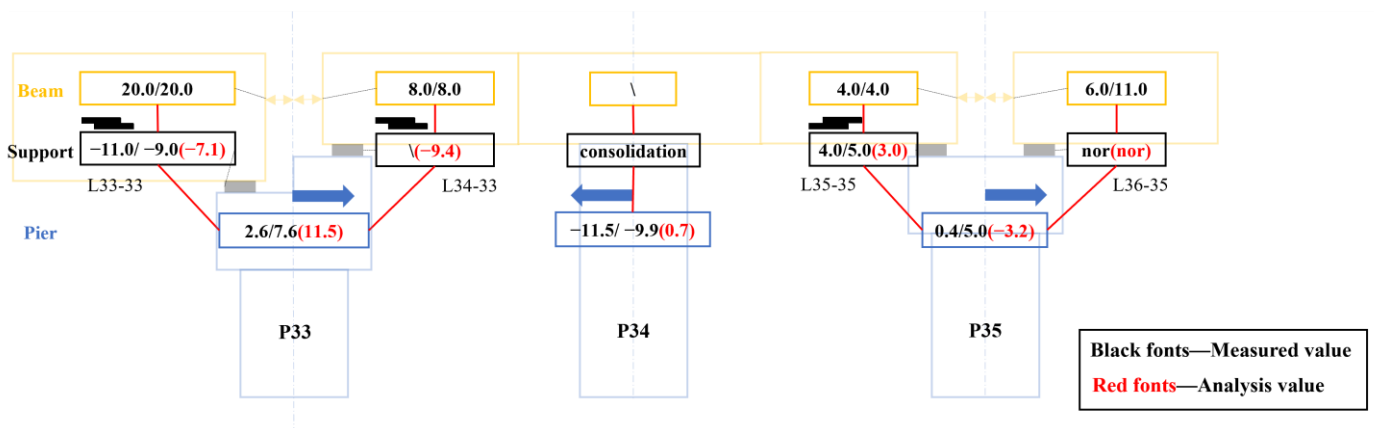 Beam
20.0/20.0
8.0/8.0
\
4.0/4.0
6.0/11.0
Support
−11.0/ −9.0(−7.1)
\(−9.4)
consolidation
4.0/5.0(3.0)
nor(nor)
L33-33
L34-33
L35-35
L36-35
Pier
2.6/7.6(11.5)
−11.5/ −9.9(0.7)
0.4/5.0(−3.2)
P33
P34
P35
Black fonts—Measured value
Red fonts—Analysis value